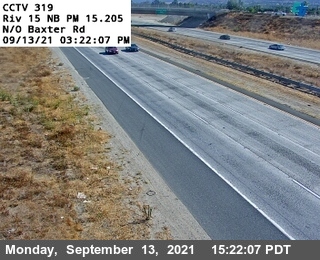 CCTV 319
Riv 15 NB PM 15.205
N/O Baxter Rd
09/13/21 03:22:07 PM
Monday, September 13, 2021 15:22:07 PDT